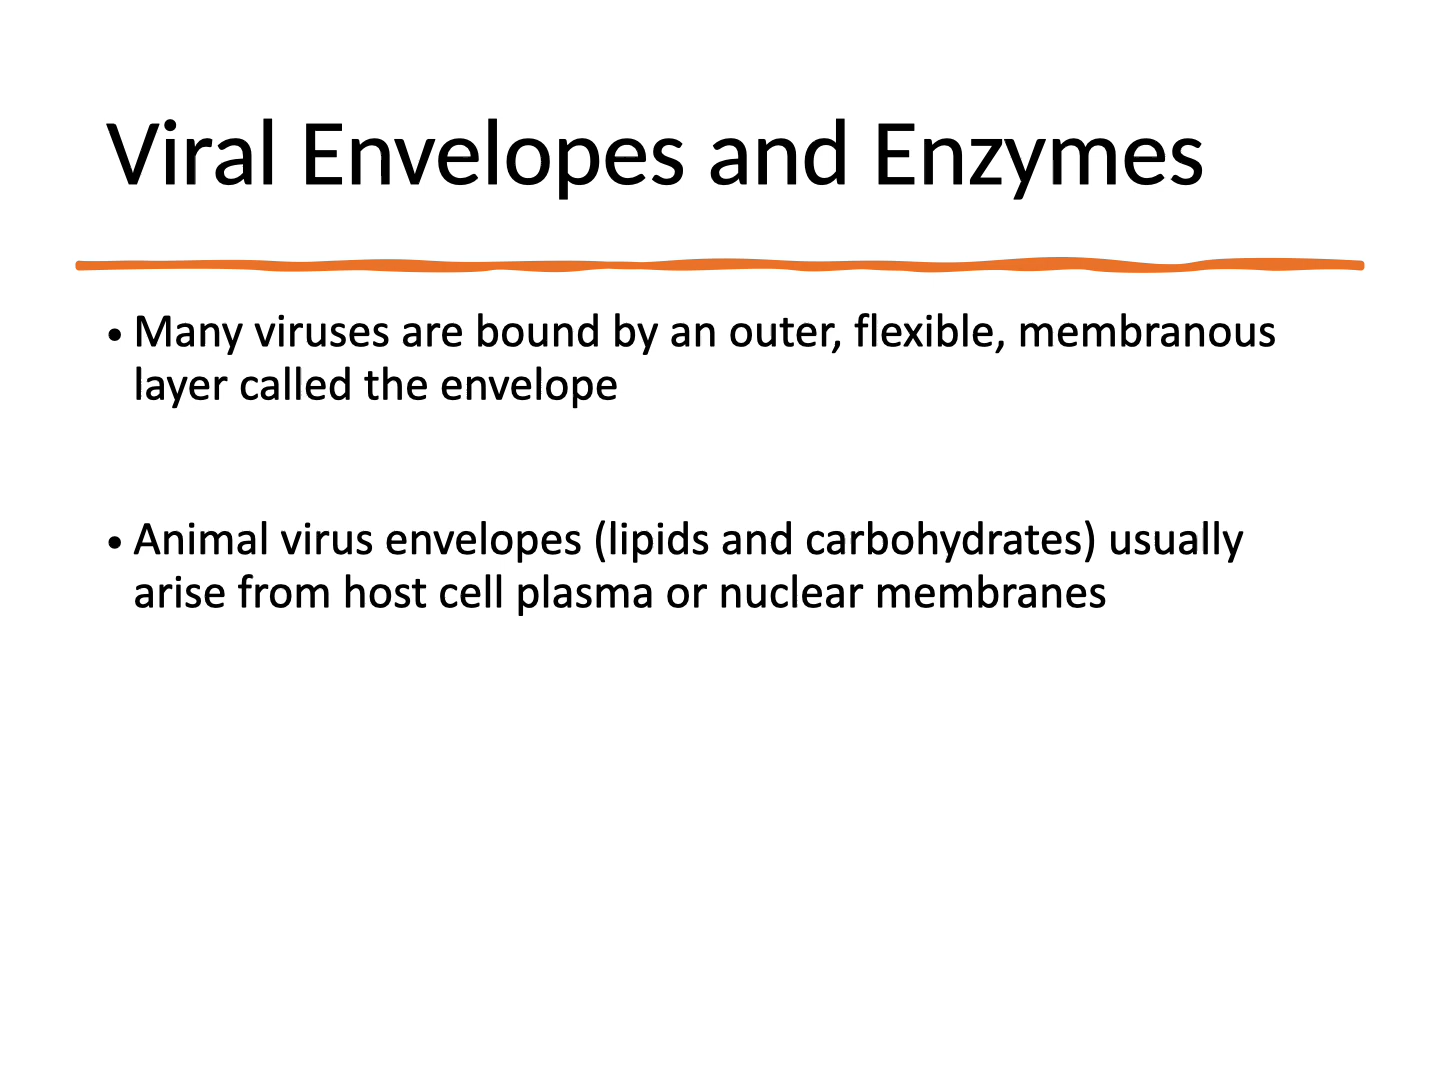 Viral Envelopes and Enzymes
• Many viruses are bound by an outer, flexible, membranous
layer called the envelope
• Animal virus envelopes (lipids and carbohydrates) usually
arise from host cell plasma or nuclear membranes